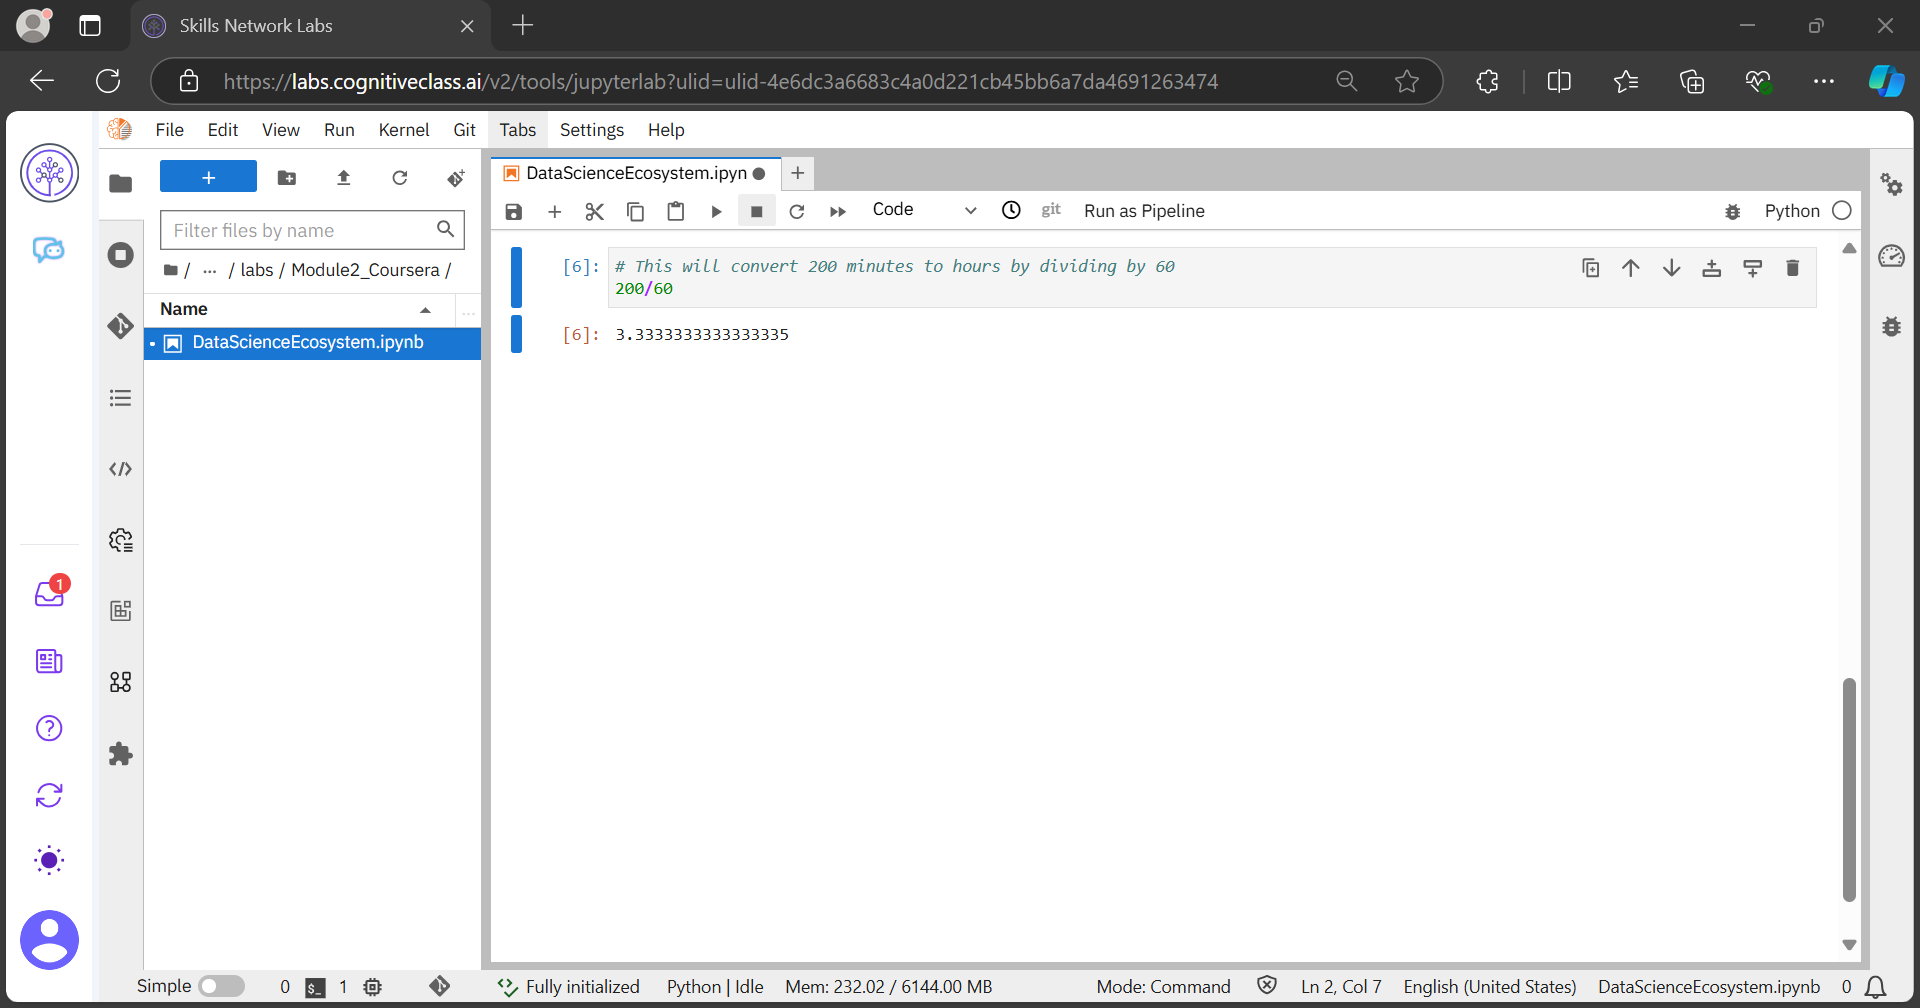 Skills Network Labs
https://labs.cognitiveclass.ai/v2/tools/jupyterlab?ulid=ulid-4e6dc3a6683c4a0d221cb45bb6a7da4691263474
File Edit View Run Kernel Git Tabs Settings Help
DataScienceEcosystem.ipyn
Code
git
Run as Pipeline
Python
Filter files by name
/ ... / labs / Module2_Coursera /
Name
...
DataScienceEcosystem.ipynb
[6]: # This will convert 200 minutes to hours by dividing by 60
200/60
[6]: 3.3333333333333335
1
Simple 0 $_ 1 Fully initialized Python | Idle Mem: 232.02 / 6144.00 MB Mode: Command Ln 2, Col 7 English (United States) DataScienceEcosystem.ipynb 0